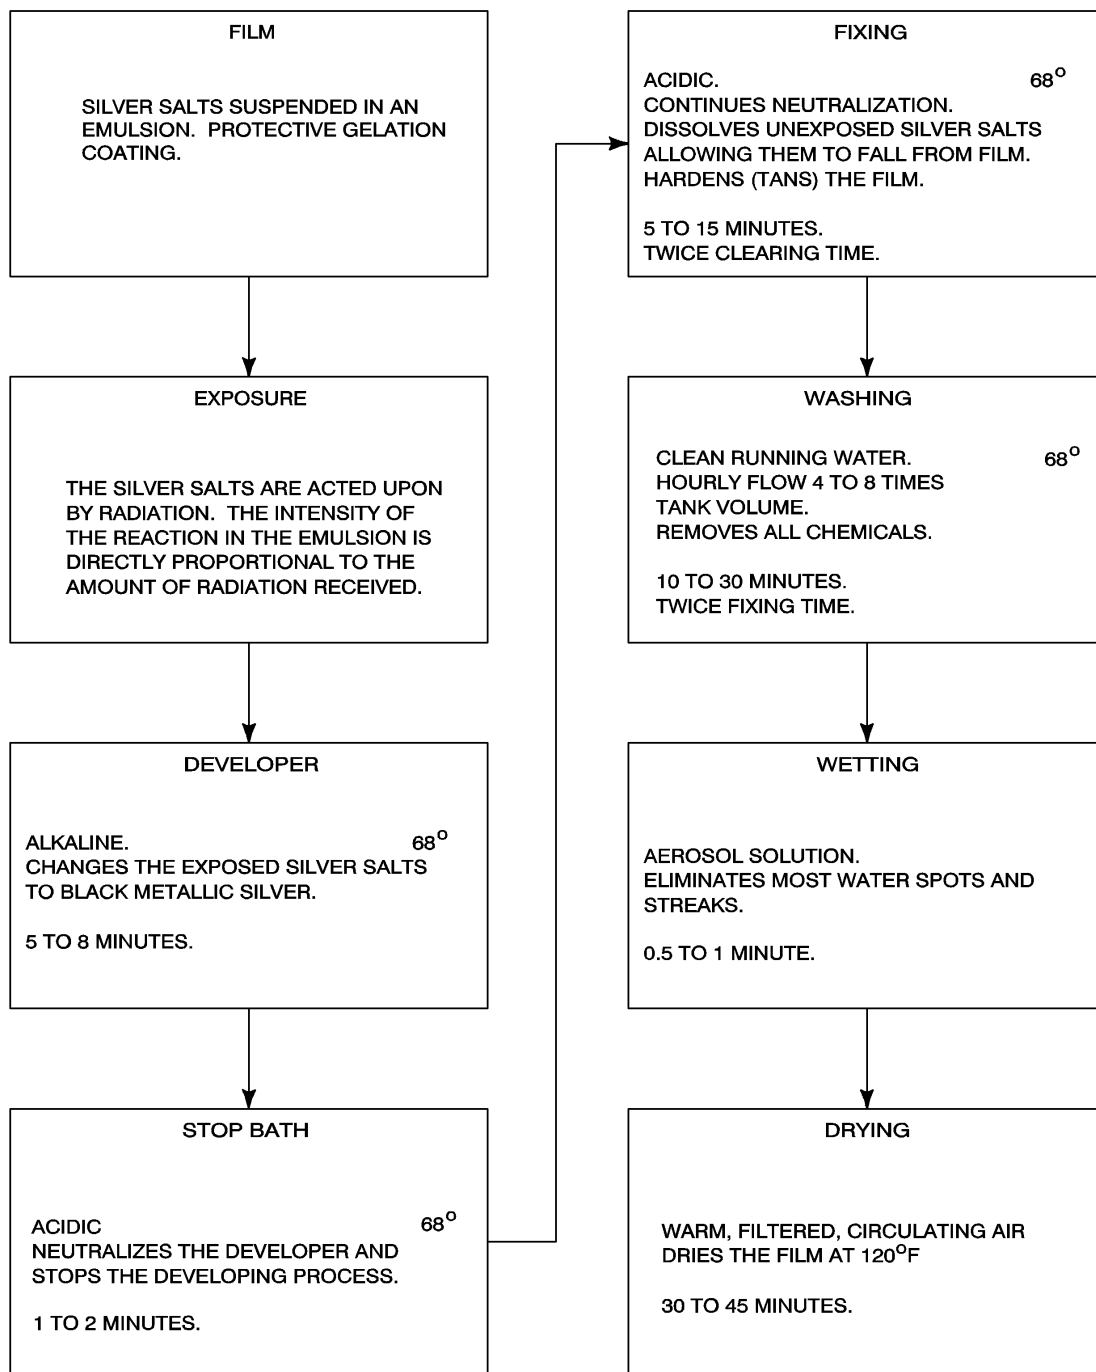 FILM
SILVER SALTS SUSPENDED IN AN
EMULSION. PROTECTIVE GELATION
COATING.
EXPOSURE
THE SILVER SALTS ARE ACTED UPON
BY RADIATION. THE INTENSITY OF
THE REACTION IN THE EMULSION IS
DIRECTLY PROPORTIONAL TO THE
AMOUNT OF RADIATION RECEIVED.
DEVELOPER
ALKALINE. 68°
CHANGES THE EXPOSED SILVER SALTS
TO BLACK METALLIC SILVER.
5 TO 8 MINUTES.
STOP BATH
ACIDIC 68°
NEUTRALIZES THE DEVELOPER AND
STOPS THE DEVELOPING PROCESS.
1 TO 2 MINUTES.
FIXING
ACIDIC. 68°
CONTINUES NEUTRALIZATION.
DISSOLVES UNEXPOSED SILVER SALTS
ALLOWING THEM TO FALL FROM FILM.
HARDENS (TANS) THE FILM.
5 TO 15 MINUTES.
TWICE CLEARING TIME.
WASHING
CLEAN RUNNING WATER. 68°
HOURLY FLOW 4 TO 8 TIMES
TANK VOLUME.
REMOVES ALL CHEMICALS.
10 TO 30 MINUTES.
TWICE FIXING TIME.
WETTING
AEROSOL SOLUTION.
ELIMINATES MOST WATER SPOTS AND
STREAKS.
0.5 TO 1 MINUTE.
DRYING
WARM, FILTERED, CIRCULATING AIR
DRIES THE FILM AT 120°F
30 TO 45 MINUTES.